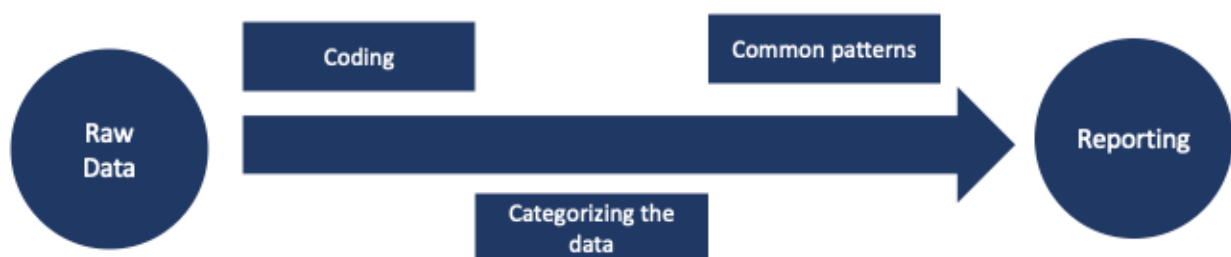 Raw
Data
Coding
Categorizing the
data
Common patterns
Reporting